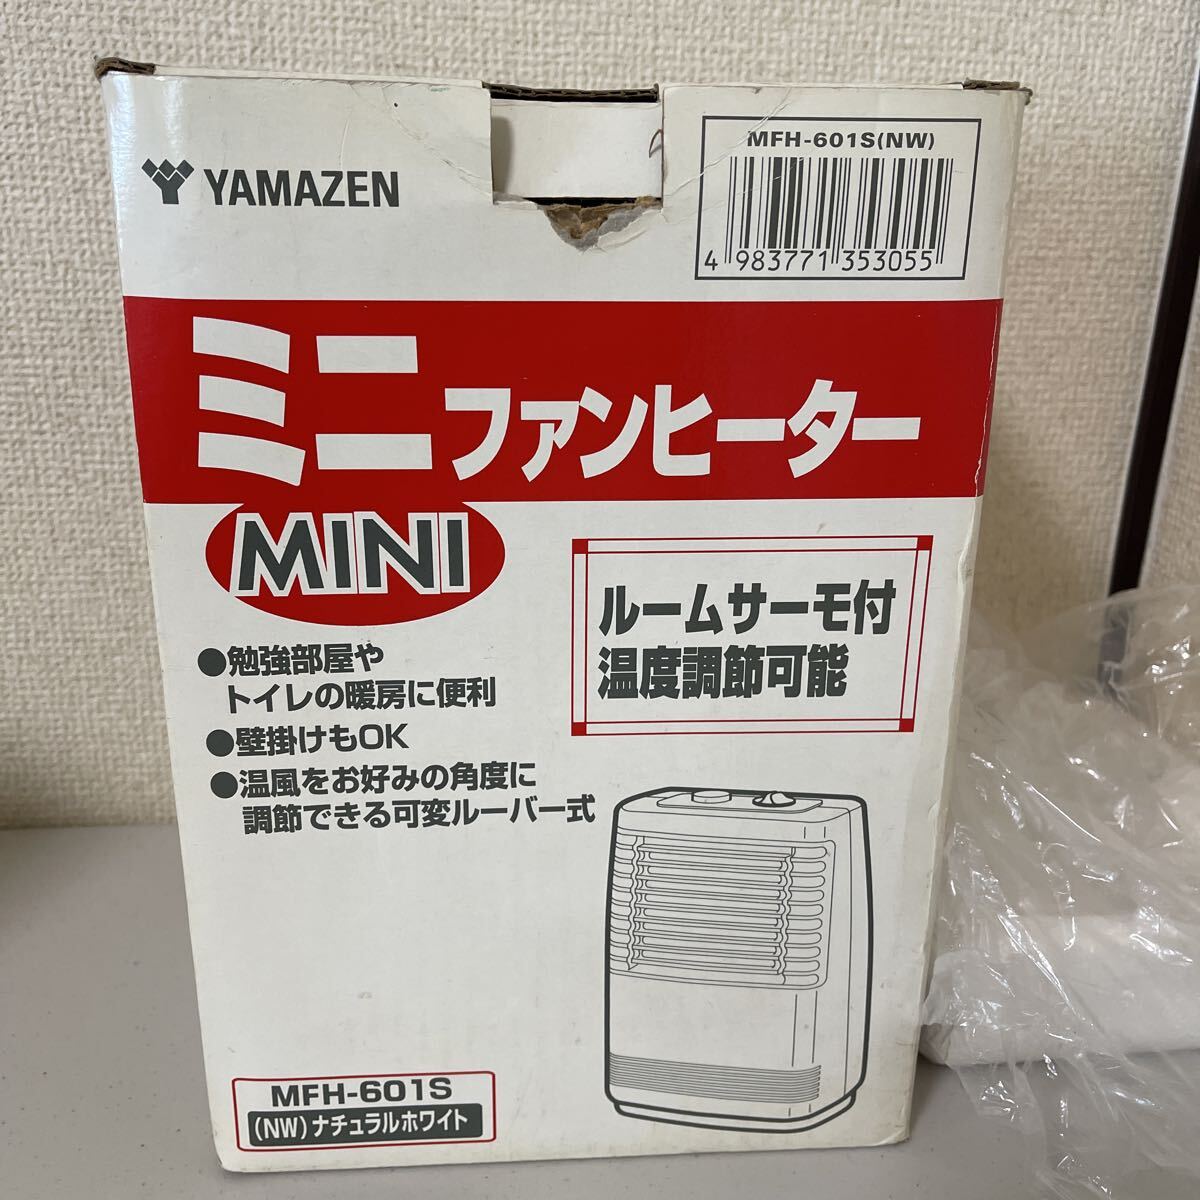 YAMAZEN
MFH-601S(NW)
4 983771 353055
ミニファンヒーター
MINI
ルームサーモ付
温度調節可能
●勉強部屋や
トイレの暖房に便利
●壁掛けもOK
●温風をお好みの角度に
調節できる可変ルーバー式
MFH-601S
(NW)ナチュラルホワイト